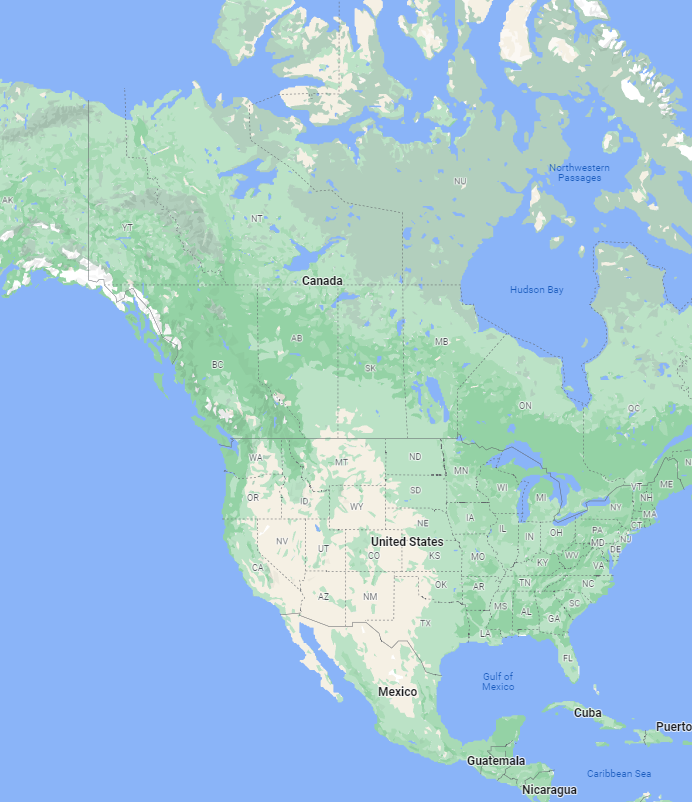 NU
Northwestern
Passages
AK
NT
YT
Canada
Hudson Bay
AB
MB
SK
BC
ON
QC
WA
ND
MT
MN
ME
VT
WI
SD
MI
NH
OR
ID
WY
NY
MA
IA
NE
CT
IL
OH
PA
IN
NJ
NV
United States
MD
UT
CO
KS
MO
WV
DE
KY
VA
CA
OK
AR
TN
NC
AZ
NM
MS
AL
SC
GA
TX
LA
FL
Gulf of
Mexico
Mexico
Cuba
Puerto
Guatemala
Caribbean Sea
Nicaragua